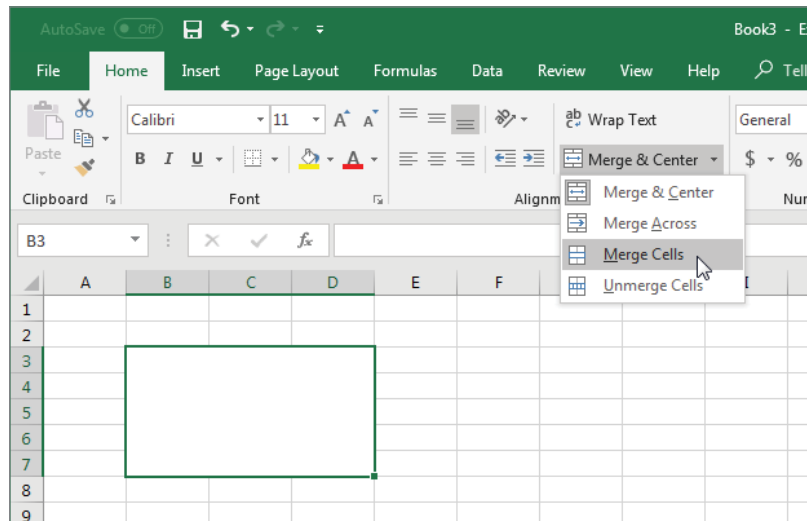 AutoSave Off Book3 - E
File Home Insert Page Layout Formulas Data Review View Help Tell
Calibri 11 A A ab c Wrap Text General
Paste B I U A Merge & Center $ %
Clipboard Font Alignm Nur
Merge & Center
Merge Across
Merge Cells
Unmerge Cells
B3 fx
A B C D E F I
1
2
3
4
5
6
7
8
9